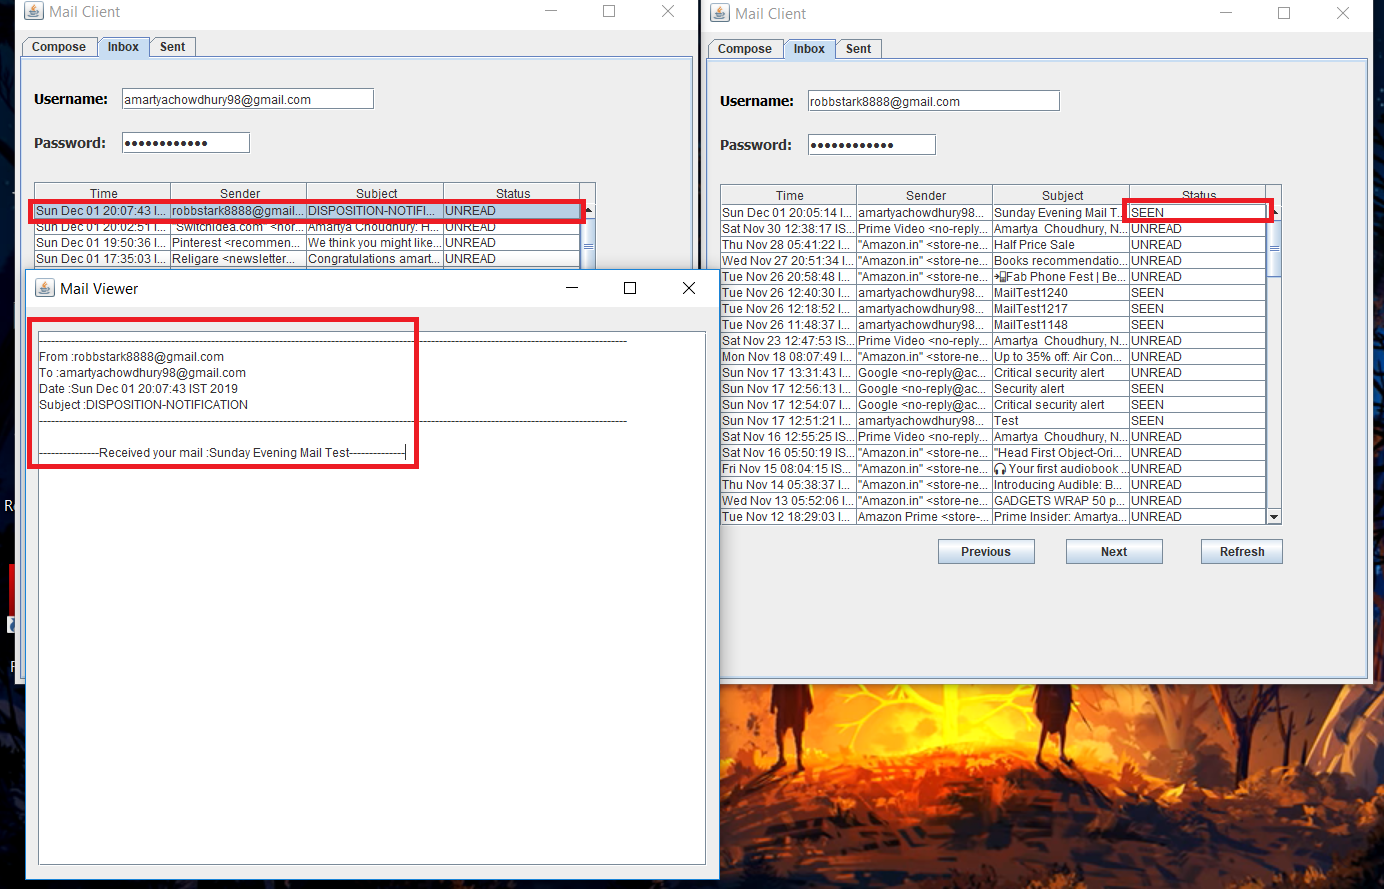 Mail Client
Compose Inbox Sent
Username: amartyachowdhury98@gmail.com
Password: ••••••••••••
Time Sender Subject Status
Sun Dec 01 20:07:43 I... robbstark8888@gmail... DISPOSITION-NOTIFI... UNREAD
Sun Dec 01 20:02:51 I... "SwitchIdea.com" <nor... Amartya Choudhury: H... UNREAD
Sun Dec 01 19:50:36 I... Pinterest <recommen... We think you might like... UNREAD
Sun Dec 01 17:35:03 I... Religare <newsletter... Congratulations amart... UNREAD
Mail Viewer
From :robbstark8888@gmail.com
To :amartyachowdhury98@gmail.com
Date :Sun Dec 01 20:07:43 IST 2019
Subject :DISPOSITION-NOTIFICATION
---------------Received your mail :Sunday Evening Mail Test--------------
Mail Client
Compose Inbox Sent
Username: robbstark8888@gmail.com
Password: ••••••••••••
Time Sender Subject Status
Sun Dec 01 20:05:14 I... amartyachowdhury98... Sunday Evening Mail T... SEEN
Sat Nov 30 12:38:17 IS... Prime Video <no-reply... Amartya Choudhury, N... UNREAD
Thu Nov 28 05:41:22 I... "Amazon.in" <store-ne... Half Price Sale UNREAD
Wed Nov 27 20:51:34 ... "Amazon.in" <store-ne... Books recommendatio... UNREAD
Tue Nov 26 20:58:48 I... "Amazon.in" <store-ne... 📲Fab Phone Fest | Be... UNREAD
Tue Nov 26 12:40:30 I... amartyachowdhury98... MailTest1240 SEEN
Tue Nov 26 12:18:52 I... amartyachowdhury98... MailTest1217 SEEN
Tue Nov 26 11:48:37 I... amartyachowdhury98... MailTest1148 SEEN
Sat Nov 23 12:47:53 IS... Prime Video <no-reply... Amartya Choudhury, N... UNREAD
Mon Nov 18 08:07:49 I... "Amazon.in" <store-ne... Up to 35% off: Air Con... UNREAD
Sun Nov 17 13:31:43 I... Google <no-reply@ac... Critical security alert UNREAD
Sun Nov 17 12:56:13 I... Google <no-reply@ac... Security alert SEEN
Sun Nov 17 12:54:07 I... Google <no-reply@ac... Critical security alert SEEN
Sun Nov 17 12:51:21 I... amartyachowdhury98... Test SEEN
Sat Nov 16 12:55:25 IS... Prime Video <no-reply... Amartya Choudhury, N... UNREAD
Sat Nov 16 05:50:19 IS... "Amazon.in" <store-ne... "Head First Object-Ori... UNREAD
Fri Nov 15 08:04:15 IS... "Amazon.in" <store-ne... 🎧 Your first audiobook ... UNREAD
Thu Nov 14 05:38:37 I... "Amazon.in" <store-ne... Introducing Audible: B... UNREAD
Wed Nov 13 05:52:06 I... "Amazon.in" <store-ne... GADGETS WRAP 50 p... UNREAD
Tue Nov 12 18:29:03 I... Amazon Prime <store-... Prime Insider: Amartya... UNREAD
Previous Next Refresh